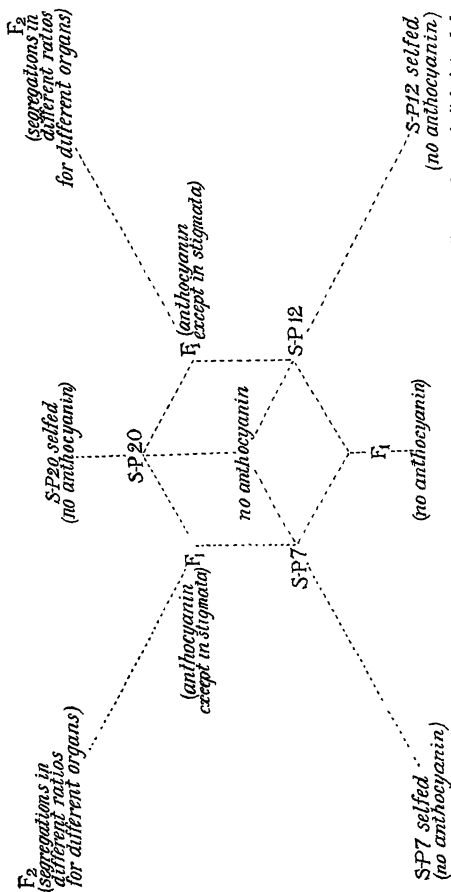 F₂
(segregations in
different ratios
for different organs)
S-P20 selfed
(no anthocyanin)
F₂
(segregations in
different ratios
for different organs)
S-P20
F₁
(anthocyanin
except in stigmata)
F₁
(anthocyanin
except in stigmata)
no anthocyanin
S-P7
S-P12
F₁
(no anthocyanin)
S-P7 selfed
(no anthocyanin)
S-P12 selfed
(no anthocyanin)